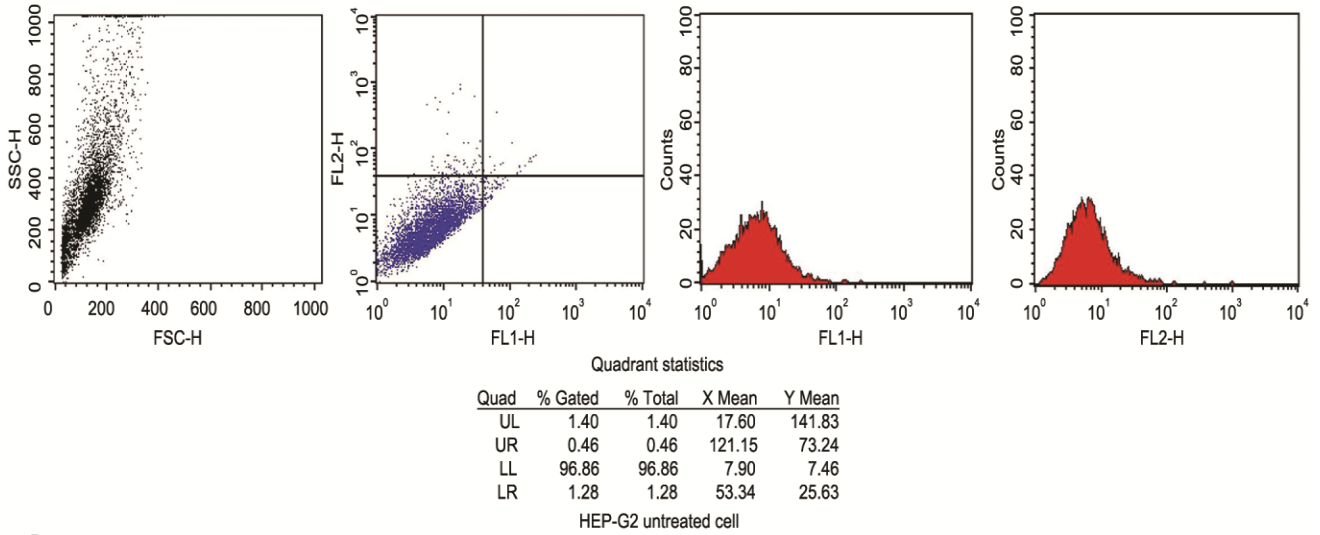 SSC-H
1000
800
600
400
200
0
0 200 400 600 800 1000
FSC-H
FL2-H
10⁴
10³
10²
10¹
10⁰
10⁰ 10¹ 10² 10³ 10⁴
FL1-H
Counts
100
80
60
40
20
0
10⁰ 10¹ 10² 10³ 10⁴
FL1-H
Counts
100
80
60
40
20
0
10⁰ 10¹ 10² 10³ 10⁴
FL2-H
Quadrant statistics
Quad % Gated % Total X Mean Y Mean
UL 1.40 1.40 17.60 141.83
UR 0.46 0.46 121.15 73.24
LL 96.86 96.86 7.90 7.46
LR 1.28 1.28 53.34 25.63
HEP-G2 untreated cell